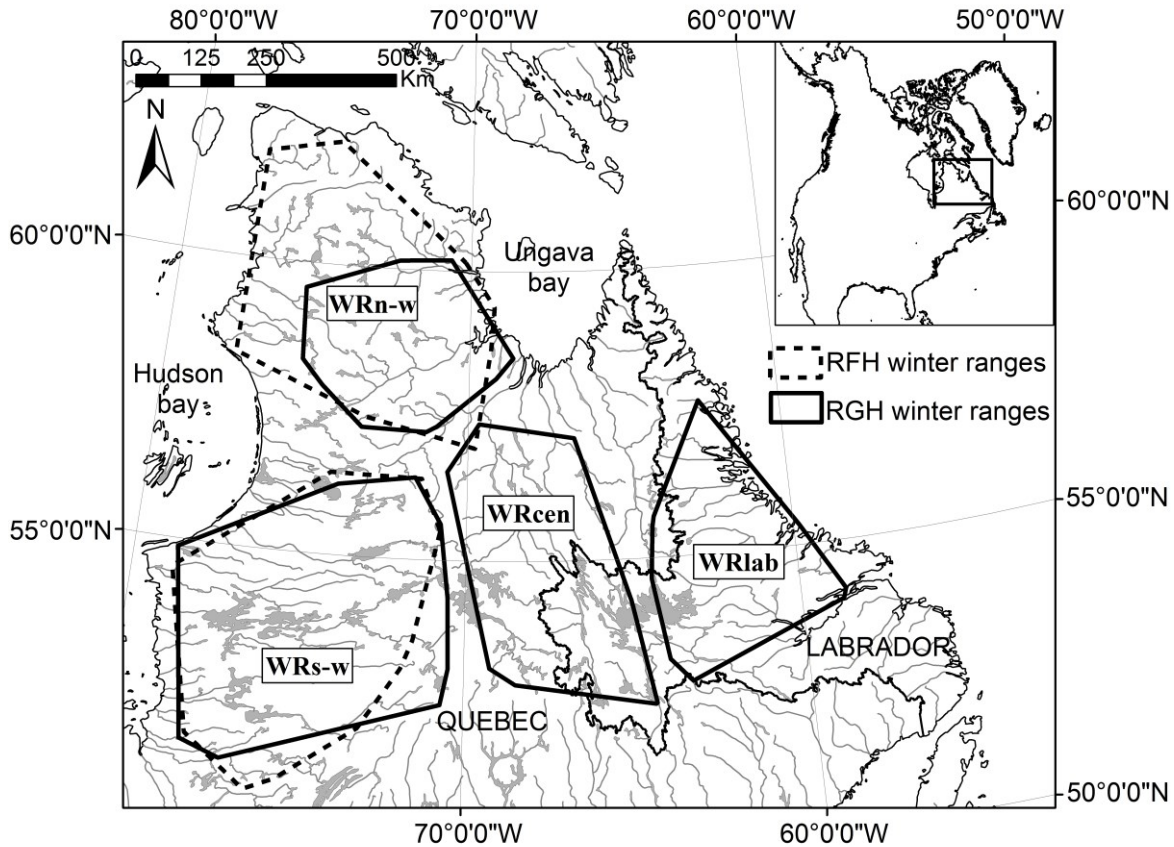 80°0'0"W
70°0'0"W
60°0'0"W
50°0'0"W
0 125 250 500
Km
N
60°0'0"N
60°0'0"N
Ungava
bay
WRn-w
RFH winter ranges
Hudson
bay
RGH winter ranges
55°0'0"N
55°0'0"N
WRcen
WRlab
WRs-w
LABRADOR
QUEBEC
50°0'0"N
70°0'0"W
60°0'0"W